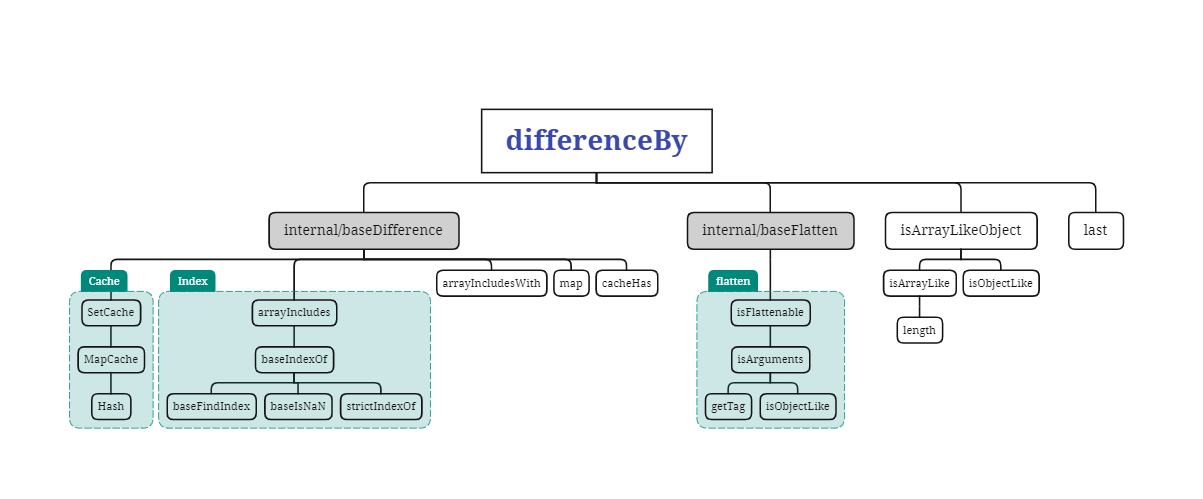 differenceBy
internal/baseDifference
internal/baseFlatten
isArrayLikeObject
last
Cache
Index
arrayIncludesWith
map
cacheHas
flatten
isArrayLike
isObjectLike
SetCache
arrayIncludes
isFlattenable
length
MapCache
baseIndexOf
isArguments
Hash
baseFindIndex
baseIsNaN
strictIndexOf
getTag
isObjectLike